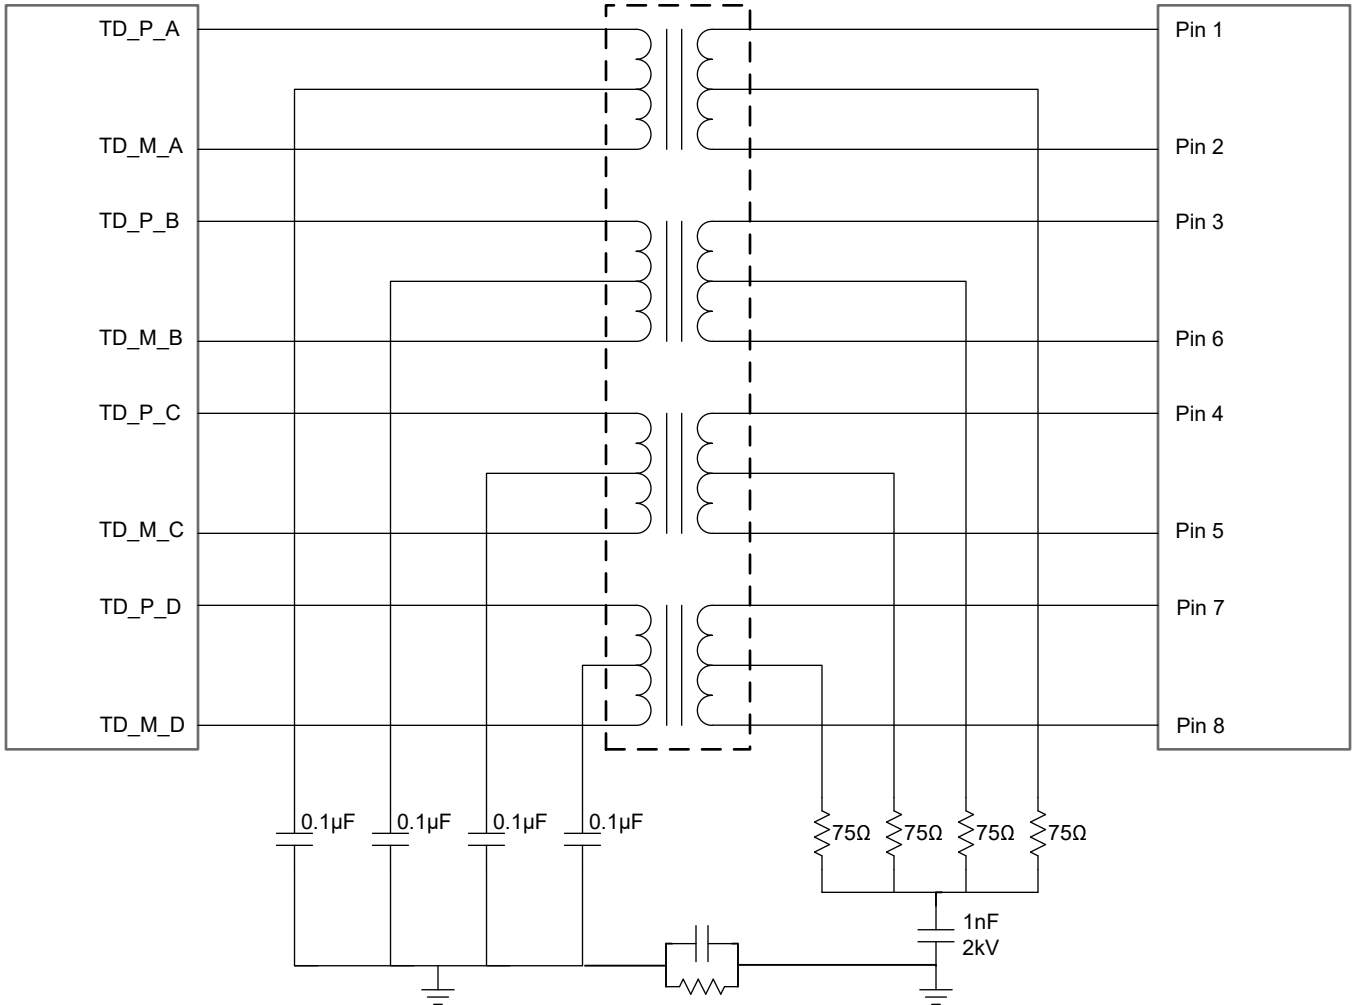 TD_P_A
Pin 1
TD_M_A
Pin 2
TD_P_B
Pin 3
TD_M_B
Pin 6
TD_P_C
Pin 4
TD_M_C
Pin 5
TD_P_D
Pin 7
TD_M_D
Pin 8
0.1µF
0.1µF
0.1µF
0.1µF
75Ω
75Ω
75Ω
75Ω
1nF
2kV